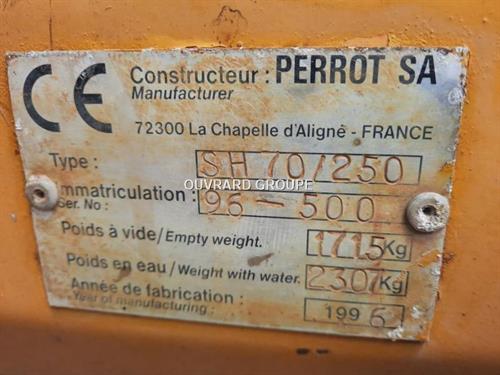 CE Constructeur : PERROT SA
Manufacturer
72300 La Chapelle d'Aligné - FRANCE
Type : SH 70/250
OUVRARD GROUPE
Immatriculation : 96-500
Ser. No :
Poids à vide/Empty weight. 1715 Kg
Poids en eau/Weight with water. 2307 Kg
Année de fabrication :
Year of manufacturing : 1996